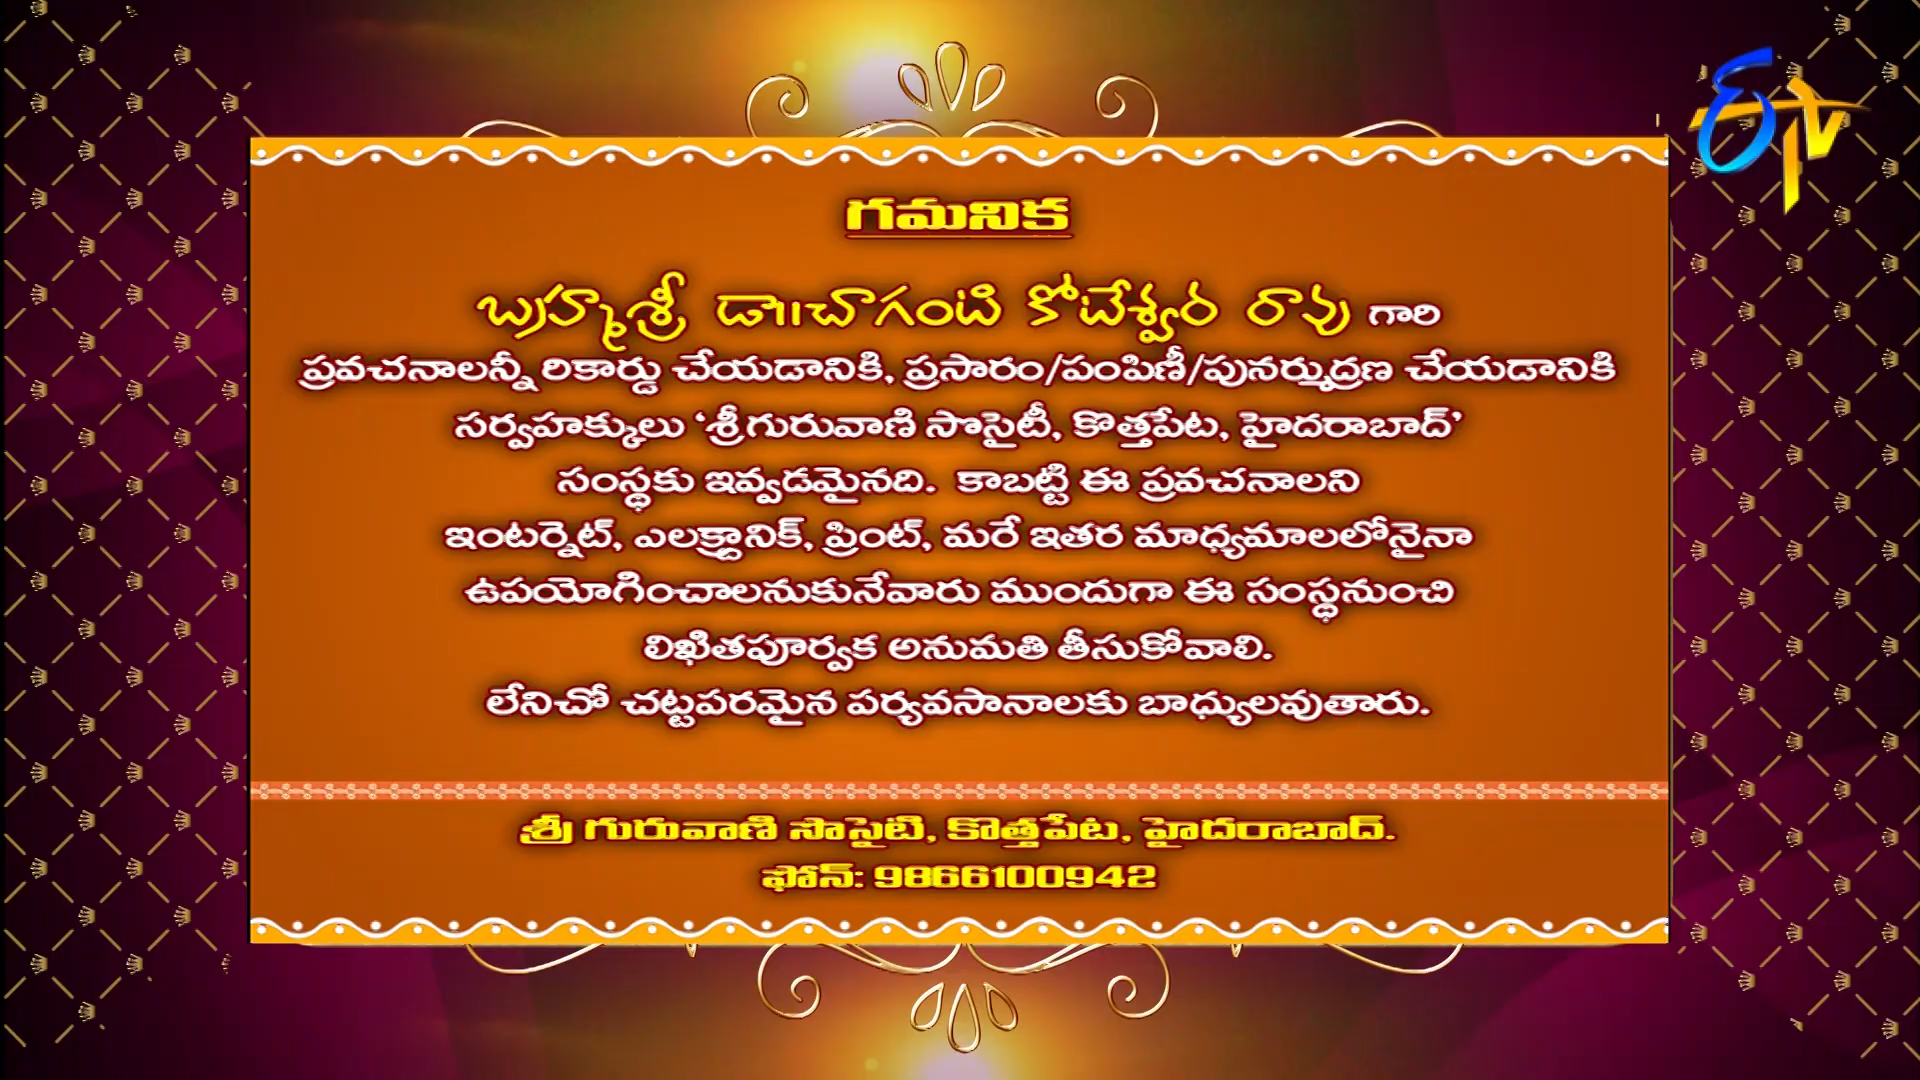 ఈTV
గమనిక
బ్రహ్మశ్రీ డా॥చాగంటి కోటేశ్వర రావు గారి
ప్రవచనాలన్నీ రికార్డు చేయడానికి, ప్రసారం/పంపిణీ/పునర్ముద్రణ చేయడానికి
సర్వహక్కులు ‘శ్రీగురువాణి సొసైటీ, కొత్తపేట, హైదరాబాద్’
సంస్థకు ఇవ్వడమైనది. కాబట్టి ఈ ప్రవచనాలని
ఇంటర్నెట్, ఎలక్ట్రానిక్, ప్రింట్, మరే ఇతర మాధ్యమాలలోనైనా
ఉపయోగించాలనుకునేవారు ముందుగా ఈ సంస్థనుంచి
లిఖితపూర్వక అనుమతి తీసుకోవాలి.
లేనిచో చట్టపరమైన పర్యవసానాలకు బాధ్యులవుతారు.
శ్రీ గురువాణి సొసైటి, కొత్తపేట, హైదరాబాద్.
ఫోన్: 9866100942